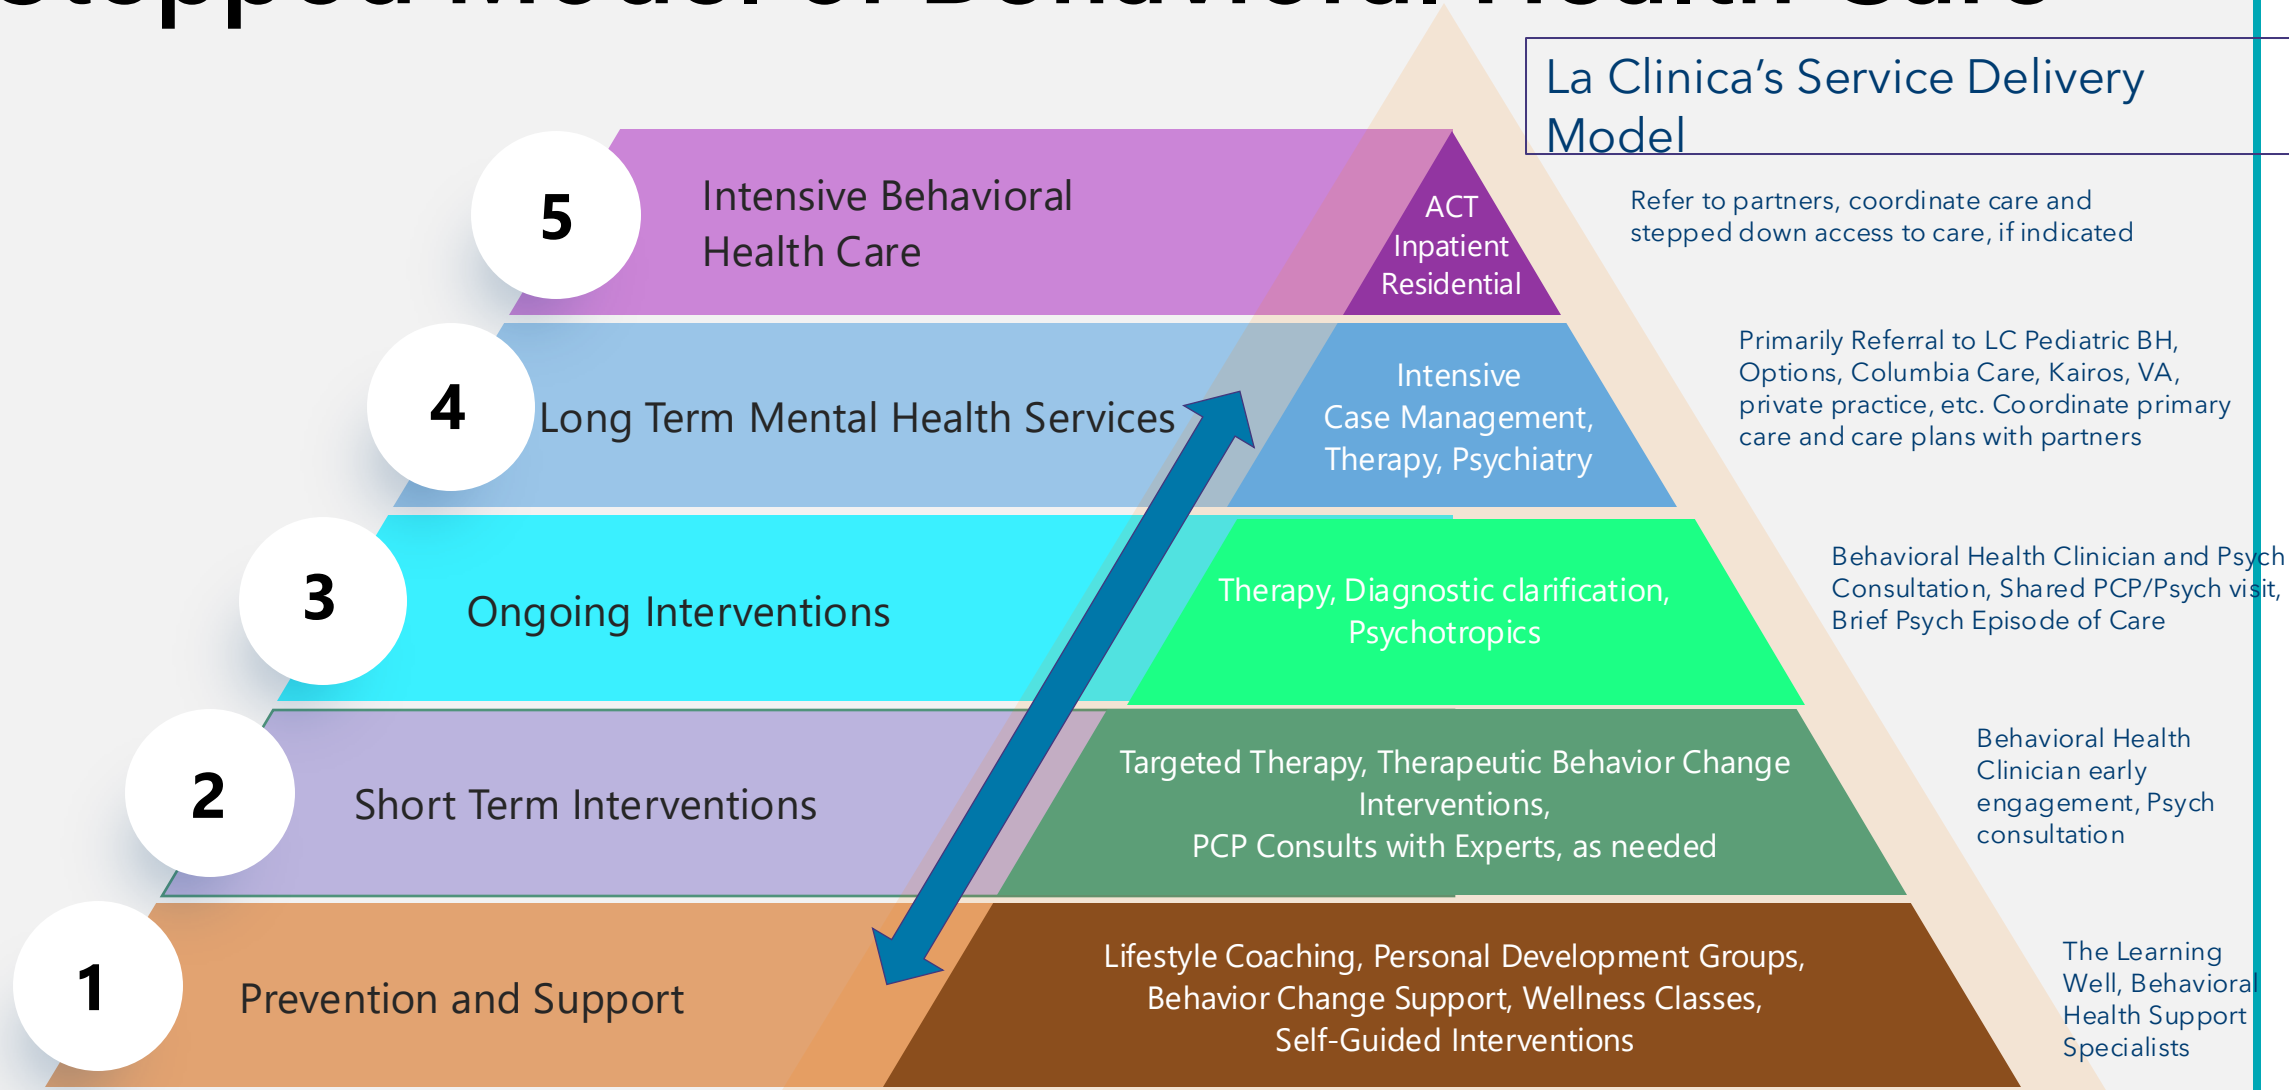 Stepped Model of Behavioral Health Care
La Clinica’s Service Delivery
Model
5
Intensive Behavioral
Health Care
ACT
Inpatient
Residential
Refer to partners, coordinate care and
stepped down access to care, if indicated
4
Long Term Mental Health Services
Intensive
Case Management,
Therapy, Psychiatry
Primarily Referral to LC Pediatric BH,
Options, Columbia Care, Kairos, VA,
private practice, etc. Coordinate primary
care and care plans with partners
3
Ongoing Interventions
Therapy, Diagnostic clarification,
Psychotropics
Behavioral Health Clinician and Psych
Consultation, Shared PCP/Psych visit,
Brief Psych Episode of Care
2
Short Term Interventions
Targeted Therapy, Therapeutic Behavior Change
Interventions,
PCP Consults with Experts, as needed
Behavioral Health
Clinician early
engagement, Psych
consultation
1
Prevention and Support
Lifestyle Coaching, Personal Development Groups,
Behavior Change Support, Wellness Classes,
Self-Guided Interventions
The Learning
Well, Behavioral
Health Support
Specialists